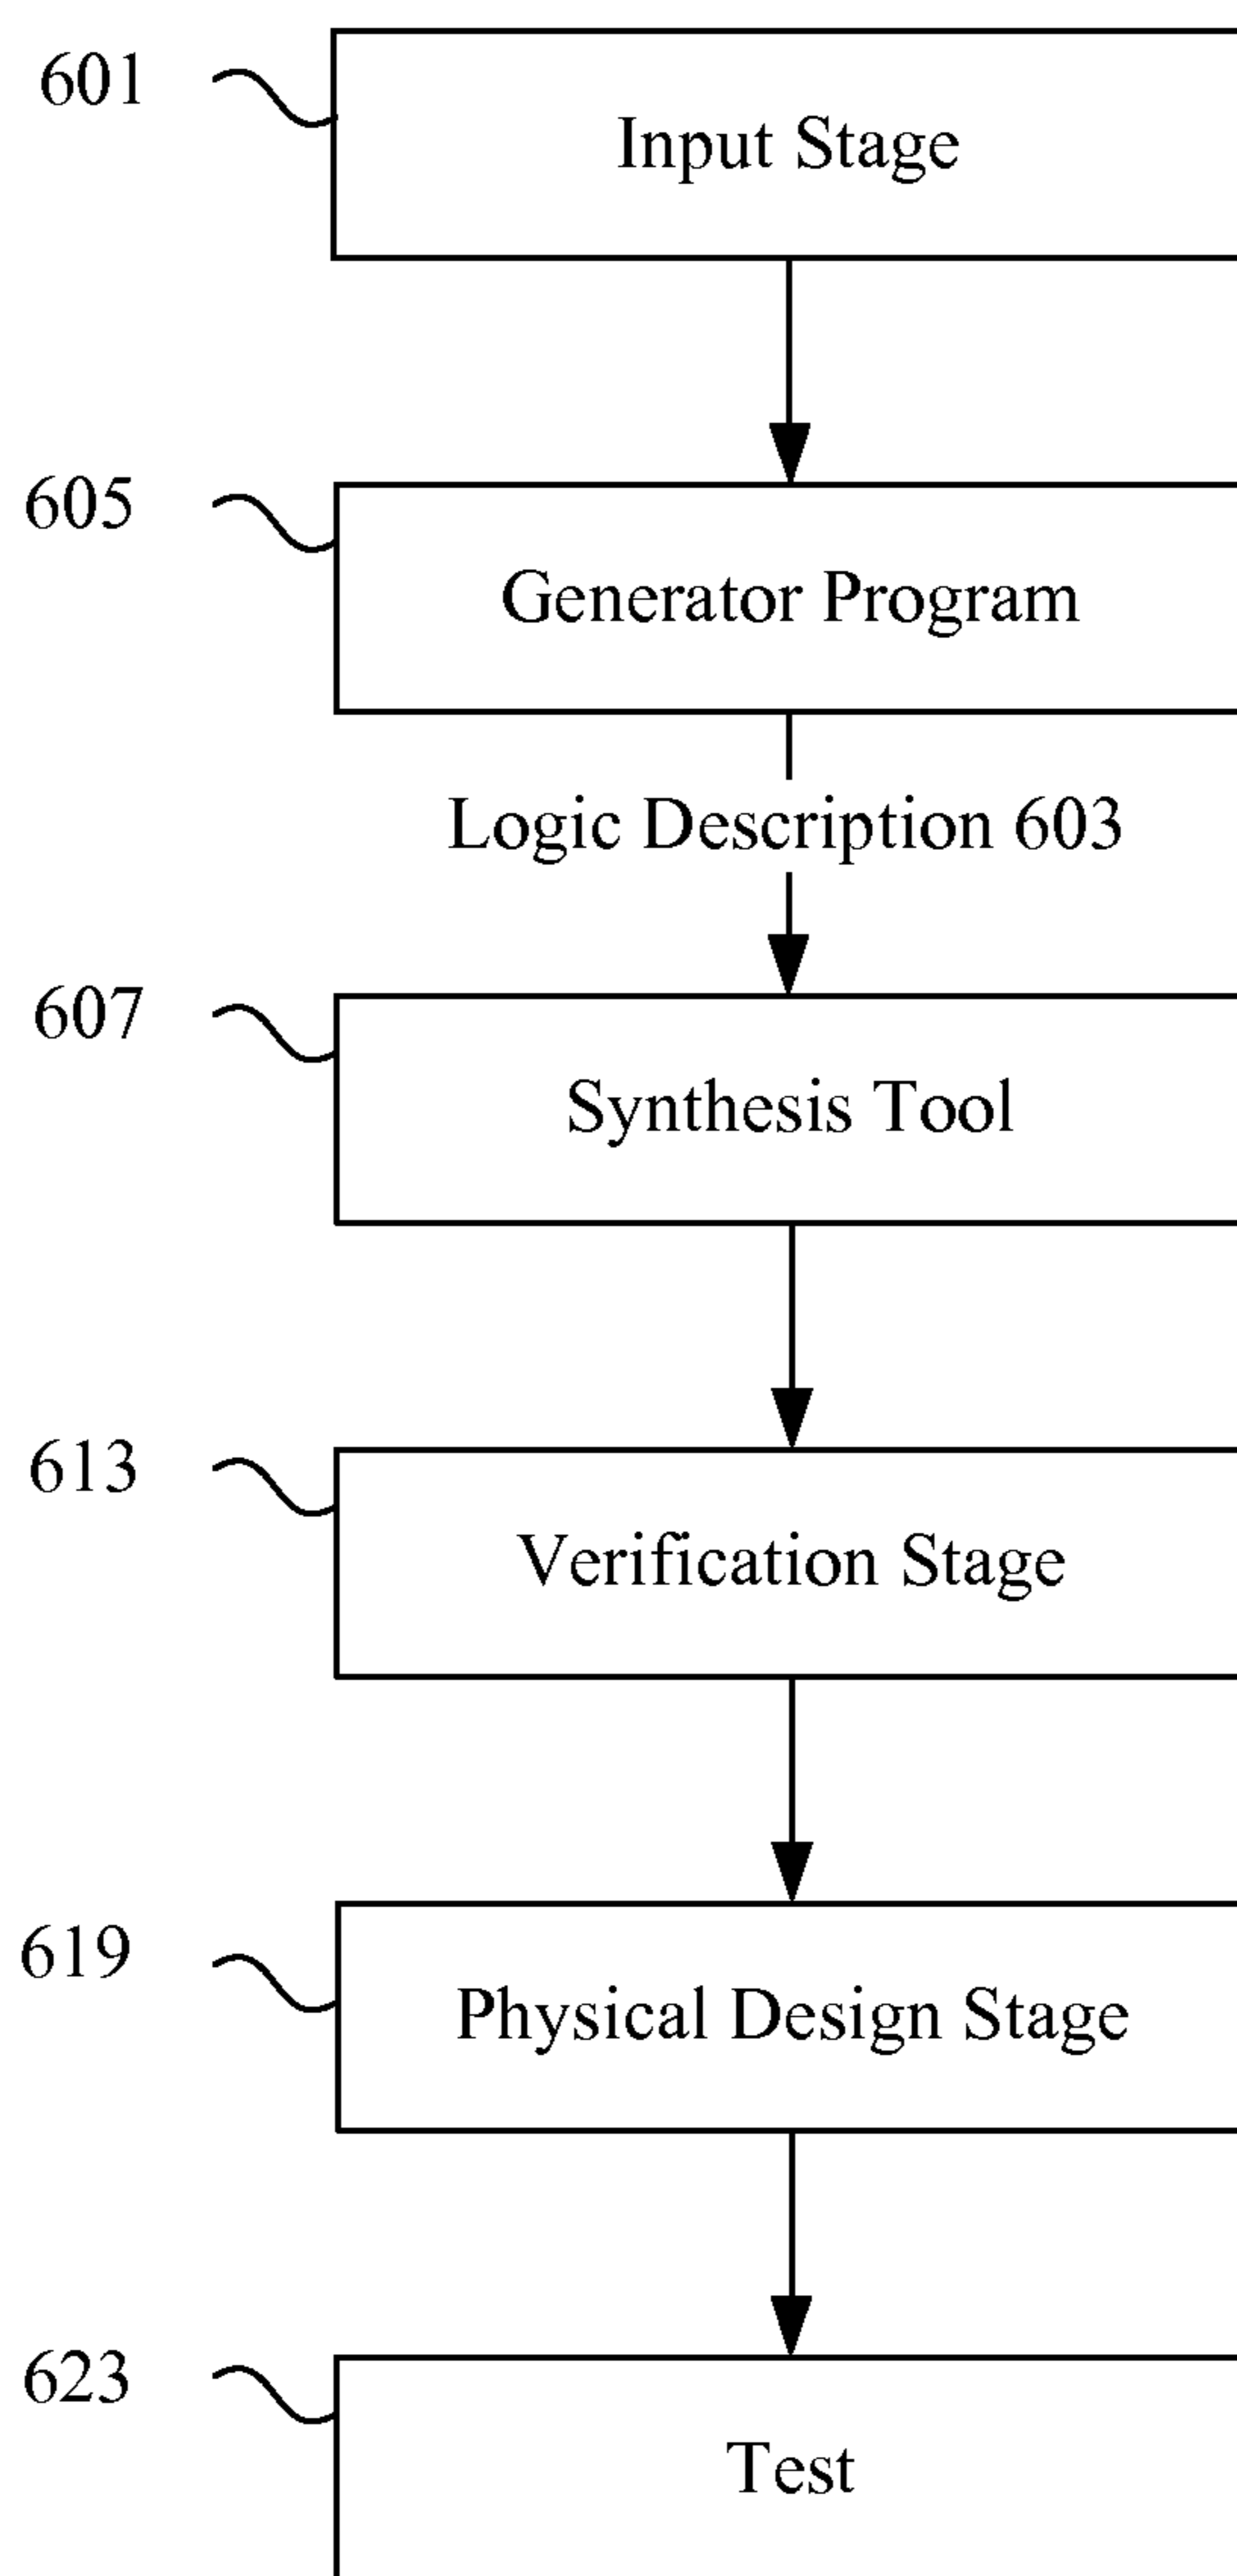 601
Input Stage
605
Generator Program
Logic Description 603
607
Synthesis Tool
613
Verification Stage
619
Physical Design Stage
623
Test